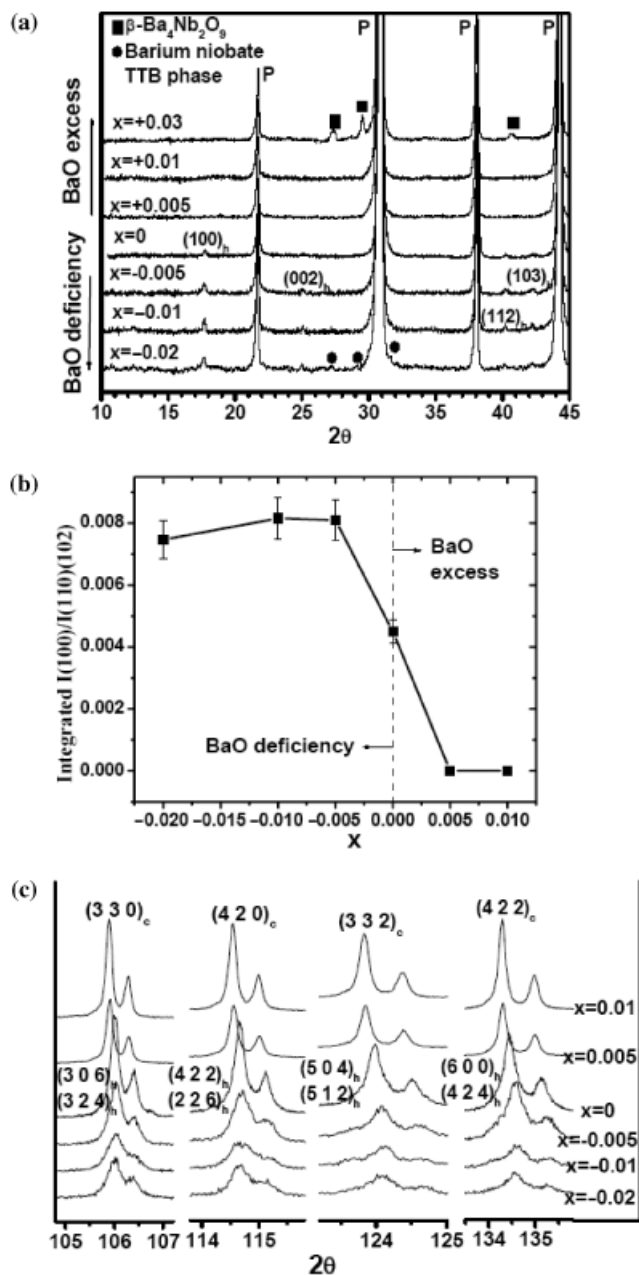 (a)
■ β-Ba₄Nb₂O₉
● Barium niobate
TTB phase
P
P
P
P
BaO excess
x=+0.03
x=+0.01
x=+0.005
x=0
(100)h
BaO deficiency
x=-0.005
(002)h
(103)h
x=-0.01
(112)h
x=-0.02
10 15 20 25 30 35 40 45
2θ
(b)
Integrated I(100)/I(110)(102)
0.008
0.006
0.004
0.002
0.000
BaO
excess
BaO deficiency
-0.020 -0.015 -0.010 -0.005 0.000 0.005 0.010
X
(c)
(3 3 0)c
(4 2 0)c
(3 3 2)c
(4 2 2)c
x=0.01
x=0.005
(3 0 6)h
(3 2 4)h
(4 2 2)h
(2 2 6)h
(5 0 4)h
(5 1 2)h
(6 0 0)h
(4 2 4)h
x=0
x=-0.005
x=-0.01
x=-0.02
105 106 107 114 115 124 125 134 135
2θ